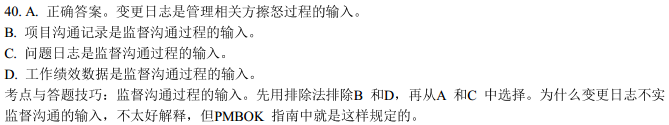 40. A. 正确答案。变更日志是管理相关方擦怒过程的输入。
B. 项目沟通记录是监督沟通过程的输入。
C. 问题日志是监督沟通过程的输入。
D. 工作绩效数据是监督沟通过程的输入。
考点与答题技巧：监督沟通过程的输入。先用排除法排除B 和D，再从A 和C 中选择。为什么变更日志不实
监督沟通的输入，不太好解释，但PMBOK 指南中就是这样规定的。